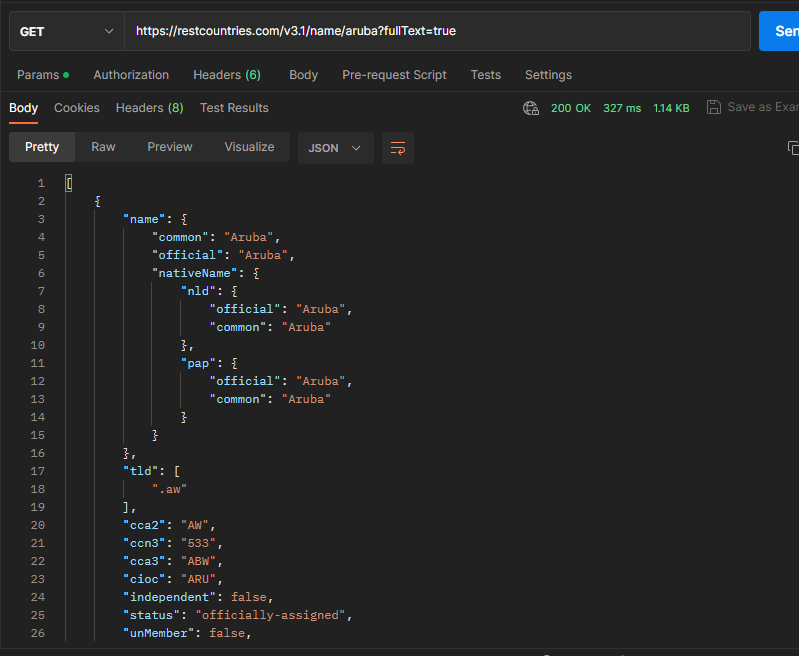 GET https://restcountries.com/v3.1/name/aruba?fullText=true
Params Authorization Headers (6) Body Pre-request Script Tests Settings
Body Cookies Headers (8) Test Results 200 OK 327 ms 1.14 KB
Pretty Raw Preview Visualize JSON
1 [
2 {
3 "name": {
4 "common": "Aruba",
5 "official": "Aruba",
6 "nativeName": {
7 "nld": {
8 "official": "Aruba",
9 "common": "Aruba"
10 },
11 "pap": {
12 "official": "Aruba",
13 "common": "Aruba"
14 }
15 }
16 },
17 "tld": [
18 ".aw"
19 ],
20 "cca2": "AW",
21 "ccn3": "533",
22 "cca3": "ABW",
23 "cioc": "ARU",
24 "independent": false,
25 "status": "officially-assigned",
26 "unMember": false,